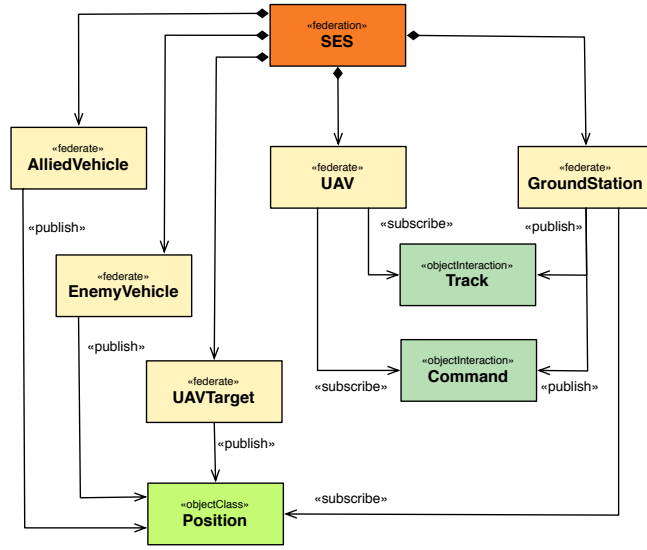 «federation»
SES
«federate»
AlliedVehicle
«federate»
UAV
«federate»
GroundStation
«publish»
«subscribe»
«publish»
«federate»
EnemyVehicle
«objectInteraction»
Track
«publish»
«federate»
UAVTarget
«objectInteraction»
Command
«subscribe»
«publish»
«publish»
«objectClass»
Position
«subscribe»